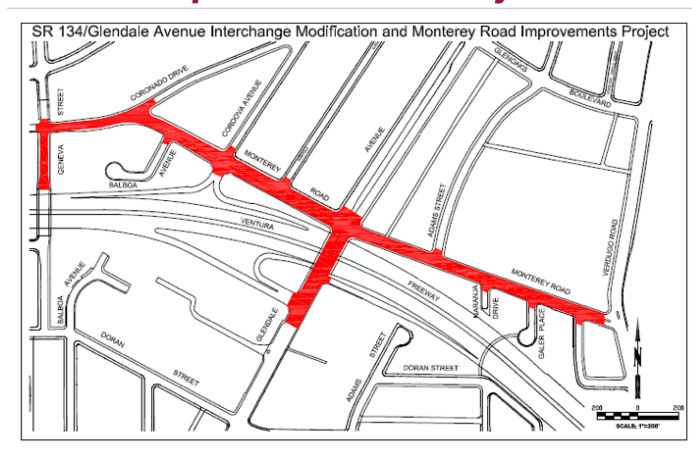 SR 134/Glendale Avenue Interchange Modification and Monterey Road Improvements Project
STREET
CORONADO DRIVE
CORDOVA AVENUE
GLENOAKS
BOULEVARD
AVENUE
GENEVA
AVENUE
MONTEREY
ROAD
BALBOA
ADAMS STREET
VERDUGO ROAD
VENTURA
MONTEREY ROAD
FREEWAY
NARANJA
DRIVE
GALER PLACE
BALBOA
AVENUE
GLENDALE
DORAN
STREET
ADAMS
STREET
DORAN STREET
N
200 0 200
SCALE: 1"=200'